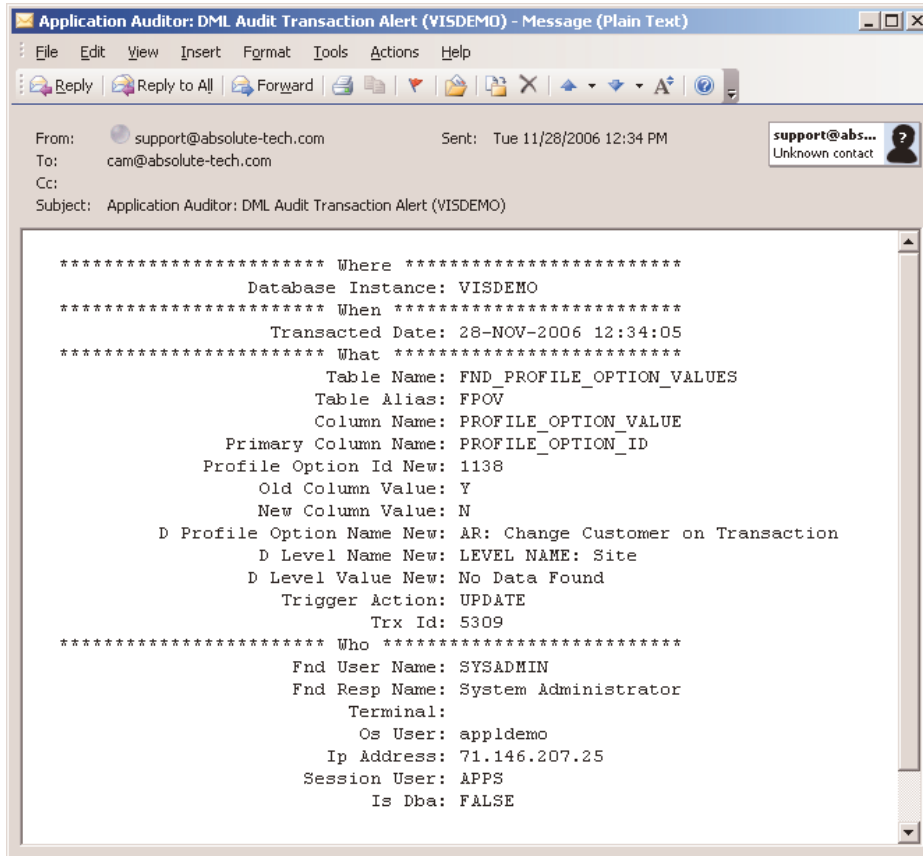 Application Auditor: DML Audit Transaction Alert (VISDEMO) - Message (Plain Text)
File Edit View Insert Format Tools Actions Help
Reply Reply to All Forward
From: support@absolute-tech.com Sent: Tue 11/28/2006 12:34 PM
support@abs...
Unknown contact
To: cam@absolute-tech.com
Cc:
Subject: Application Auditor: DML Audit Transaction Alert (VISDEMO)
************************ Where *************************
Database Instance: VISDEMO
************************ When **************************
Transacted Date: 28-NOV-2006 12:34:05
************************ What **************************
Table Name: FND_PROFILE_OPTION_VALUES
Table Alias: FPOV
Column Name: PROFILE_OPTION_VALUE
Primary Column Name: PROFILE_OPTION_ID
Profile Option Id New: 1138
Old Column Value: Y
New Column Value: N
D Profile Option Name New: AR: Change Customer on Transaction
D Level Name New: LEVEL NAME: Site
D Level Value New: No Data Found
Trigger Action: UPDATE
Trx Id: 5309
************************ Who ***************************
Fnd User Name: SYSADMIN
Fnd Resp Name: System Administrator
Terminal:
Os User: appldemo
Ip Address: 71.146.207.25
Session User: APPS
Is Dba: FALSE